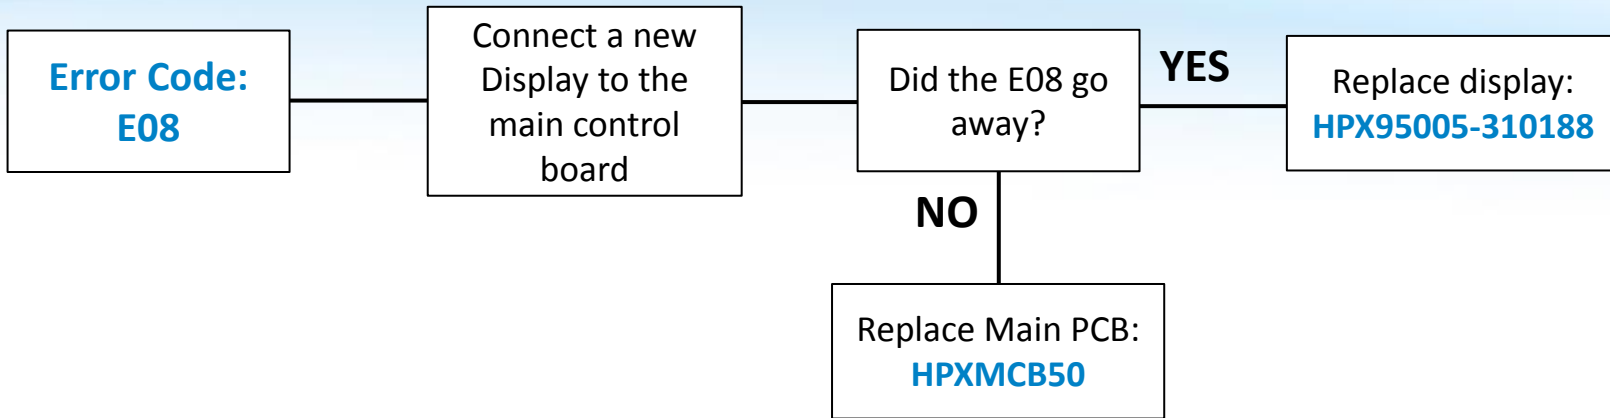 Error Code:
E08
Connect a new
Display to the
main control
board
Did the E08 go
away?
YES
Replace display:
HPX95005-310188
NO
Replace Main PCB:
HPXMCB50